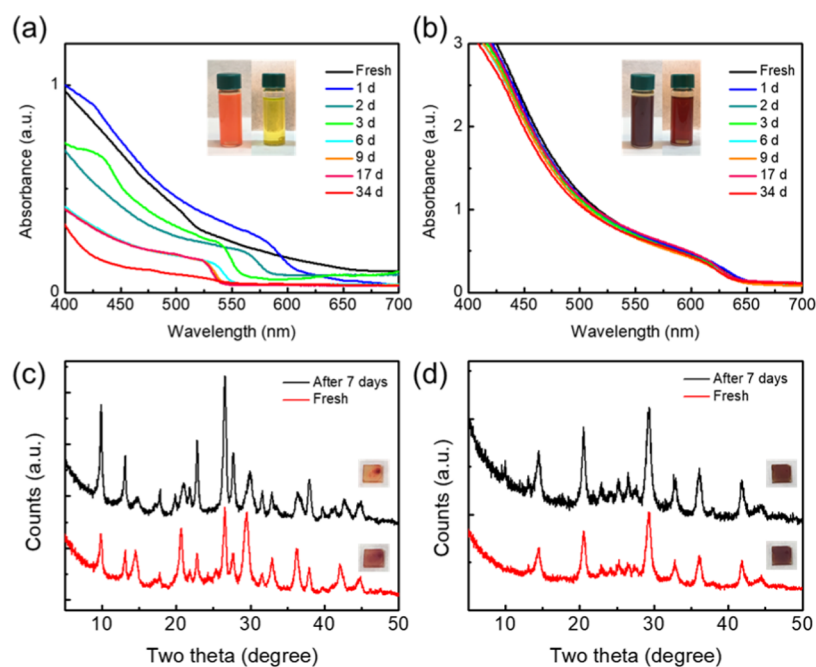 (a)
Absorbance (a.u.)
1
0
Fresh
1 d
2 d
3 d
6 d
9 d
17 d
34 d
400 450 500 550 600 650 700
Wavelength (nm)
(b)
Absorbance (a.u.)
3
2
1
0
Fresh
1 d
2 d
3 d
6 d
9 d
17 d
34 d
400 450 500 550 600 650 700
Wavelength (nm)
(c)
Counts (a.u.)
After 7 days
Fresh
10 20 30 40 50
Two theta (degree)
(d)
Counts (a.u.)
After 7 days
Fresh
10 20 30 40 50
Two theta (degree)